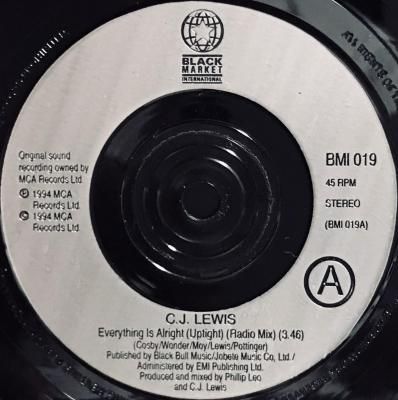 BLACK
MARKET
INTERNATIONAL
Original sound
recording owned by
MCA Records Ltd.
℗ 1994 MCA
Records Ltd.
© 1994 MCA
Records Ltd.
BMI 019
45 RPM
STEREO
(BMI 019A)
A
C.J. LEWIS
Everything Is Alright (Uptight) (Radio Mix) (3.46)
(Cosby/Wonder/Moy/Lewis/Pottinger)
Published by Black Bull Music/Jobete Music Co, Ltd./
Administered by EMI Publishing Ltd.
Produced and mixed by Phillip Leo
and C.J. Lewis
ALL RIGHTS OF